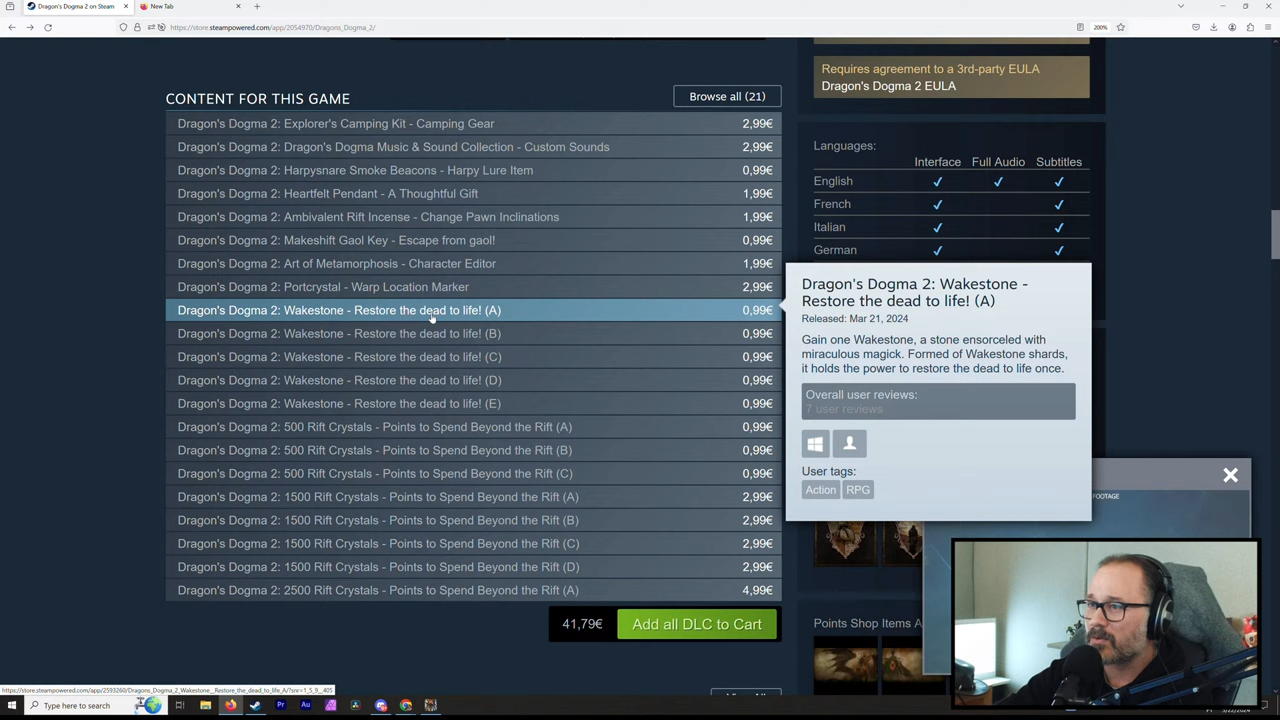 Dragon's Dogma 2 on Steam
New Tab
https://store.steampowered.com/app/2054970/Dragons_Dogma_2/
200%
CONTENT FOR THIS GAME
Browse all (21)
Dragon's Dogma 2: Explorer's Camping Kit - Camping Gear 2,99€
Dragon's Dogma 2: Dragon's Dogma Music & Sound Collection - Custom Sounds 2,99€
Dragon's Dogma 2: Harpysnare Smoke Beacons - Harpy Lure Item 0,99€
Dragon's Dogma 2: Heartfelt Pendant - A Thoughtful Gift 1,99€
Dragon's Dogma 2: Ambivalent Rift Incense - Change Pawn Inclinations 1,99€
Dragon's Dogma 2: Makeshift Gaol Key - Escape from gaol! 0,99€
Dragon's Dogma 2: Art of Metamorphosis - Character Editor 1,99€
Dragon's Dogma 2: Portcrystal - Warp Location Marker 2,99€
Dragon's Dogma 2: Wakestone - Restore the dead to life! (A) 0,99€
Dragon's Dogma 2: Wakestone - Restore the dead to life! (B) 0,99€
Dragon's Dogma 2: Wakestone - Restore the dead to life! (C) 0,99€
Dragon's Dogma 2: Wakestone - Restore the dead to life! (D) 0,99€
Dragon's Dogma 2: Wakestone - Restore the dead to life! (E) 0,99€
Dragon's Dogma 2: 500 Rift Crystals - Points to Spend Beyond the Rift (A) 0,99€
Dragon's Dogma 2: 500 Rift Crystals - Points to Spend Beyond the Rift (B) 0,99€
Dragon's Dogma 2: 500 Rift Crystals - Points to Spend Beyond the Rift (C) 0,99€
Dragon's Dogma 2: 1500 Rift Crystals - Points to Spend Beyond the Rift (A) 2,99€
Dragon's Dogma 2: 1500 Rift Crystals - Points to Spend Beyond the Rift (B) 2,99€
Dragon's Dogma 2: 1500 Rift Crystals - Points to Spend Beyond the Rift (C) 2,99€
Dragon's Dogma 2: 1500 Rift Crystals - Points to Spend Beyond the Rift (D) 2,99€
Dragon's Dogma 2: 2500 Rift Crystals - Points to Spend Beyond the Rift (A) 4,99€
41,79€ Add all DLC to Cart
Requires agreement to a 3rd-party EULA
Dragon's Dogma 2 EULA
Languages:
Interface Full Audio Subtitles
English ✓ ✓ ✓
French ✓ ✓
Italian ✓ ✓
German ✓ ✓
Dragon's Dogma 2: Wakestone -
Restore the dead to life! (A)
Released: Mar 21, 2024
Gain one Wakestone, a stone ensorceled with
miraculous magick. Formed of Wakestone shards,
it holds the power to restore the dead to life once.
Overall user reviews:
7 user reviews
User tags:
Action RPG
FOOTAGE
Points Shop Items A
https://store.steampowered.com/app/2593260/Dragons_Dogma_2_Wakestone__Restore_the_dead_to_life_A/?snr=1_5_9__405
Type here to search